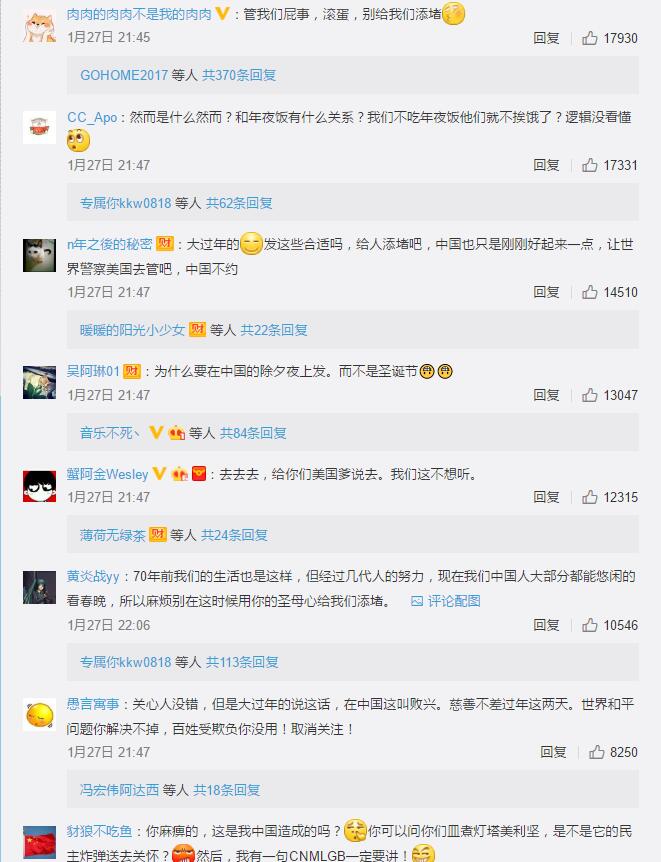 肉肉的肉肉不是我的肉肉：管我们屁事，滚蛋，别给我们添堵
1月27日 21:45 回复 17930
GOHOME2017 等人 共370条回复
CC_Apo：然而是什么然而？和年夜饭有什么关系？我们不吃年夜饭他们就不挨饿了？逻辑没看懂
1月27日 21:47 回复 17331
专属你kkw0818 等人 共62条回复
n年之後的秘密 财：大过年的发这些合适吗，给人添堵吧，中国也只是刚刚好起来一点，让世
界警察美国去管吧，中国不约
1月27日 21:47 回复 14510
暖暖的阳光小少女 财 等人 共22条回复
吴阿琳01 财：为什么要在中国的除夕夜上发。而不是圣诞节
1月27日 21:47 回复 13047
音乐不死丶 等人 共84条回复
蟹阿金Wesley：去去去，给你们美国爹说去。我们这不想听。
1月27日 21:47 回复 12315
薄荷无绿茶 财 等人 共24条回复
黄炎战yy：70年前我们的生活也是这样，但经过几代人的努力，现在我们中国人大部分都能悠闲的
看春晚，所以麻烦别在这时候用你的圣母心给我们添堵。 评论配图
1月27日 22:06 回复 10546
专属你kkw0818 等人 共113条回复
愚言寓事：关心人没错，但是大过年的说这话，在中国这叫败兴。慈善不差过年这两天。世界和平
问题你解决不掉，百姓受欺负你没用！取消关注！
1月27日 21:47 回复 8250
冯宏伟阿达西 等人 共18条回复
豺狼不吃鱼：你麻痹的，这是我中国造成的吗？你可以问你们皿煮灯塔美利坚，是不是它的民
主炸弹送去关怀？然后，我有一句CNMLGB一定要讲！